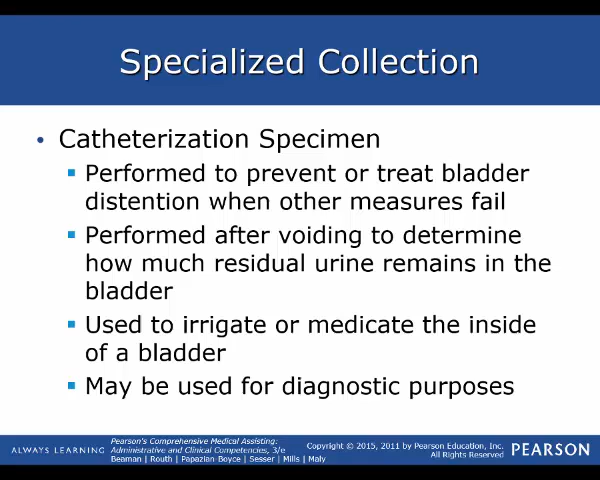 Specialized Collection
• Catheterization Specimen
▪ Performed to prevent or treat bladder
distention when other measures fail
▪ Performed after voiding to determine
how much residual urine remains in the
bladder
▪ Used to irrigate or medicate the inside
of a bladder
▪ May be used for diagnostic purposes
ALWAYS LEARNING
Pearson's Comprehensive Medical Assisting:
Administrative and Clinical Competencies, 3/e
Beaman | Routh | Papazian Boyce | Sesser | Mills | Maly
Copyright © 2015, 2011 by Pearson Education, Inc.
All Rights Reserved
PEARSON